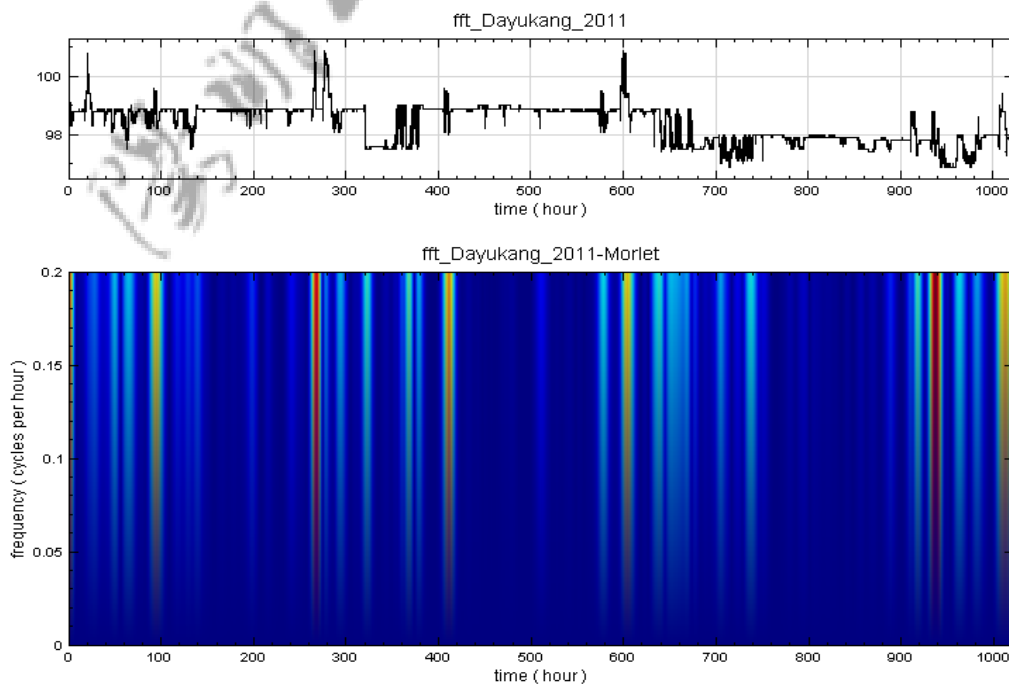 fft_Dayukang_2011
100
98
0 100 200 300 400 500 600 700 800 900 1000
time ( hour )
fft_Dayukang_2011-Morlet
0.2
0.15
0.1
0.05
0
frequency ( cycles per hour )
0 100 200 300 400 500 600 700 800 900 1000
time ( hour )